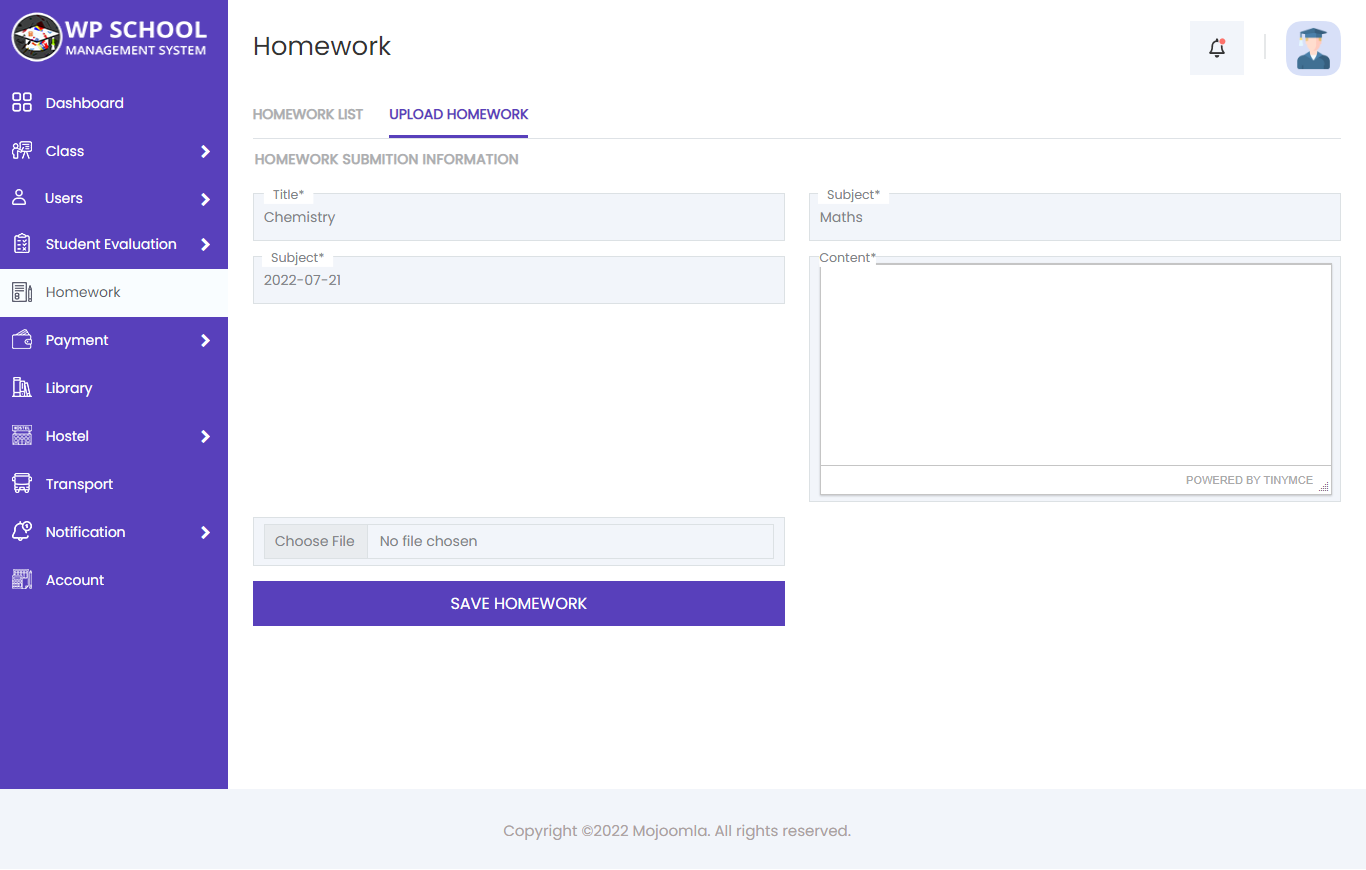 WP SCHOOL
MANAGEMENT SYSTEM
Dashboard
Class
Users
Student Evaluation
Homework
Payment
Library
Hostel
Transport
Notification
Account
Homework
HOMEWORK LIST UPLOAD HOMEWORK
HOMEWORK SUBMITION INFORMATION
Title*
Chemistry
Subject*
Maths
Subject*
2022-07-21
Content*
POWERED BY TINYMCE
Choose File No file chosen
SAVE HOMEWORK
Copyright ©2022 Mojoomla. All rights reserved.